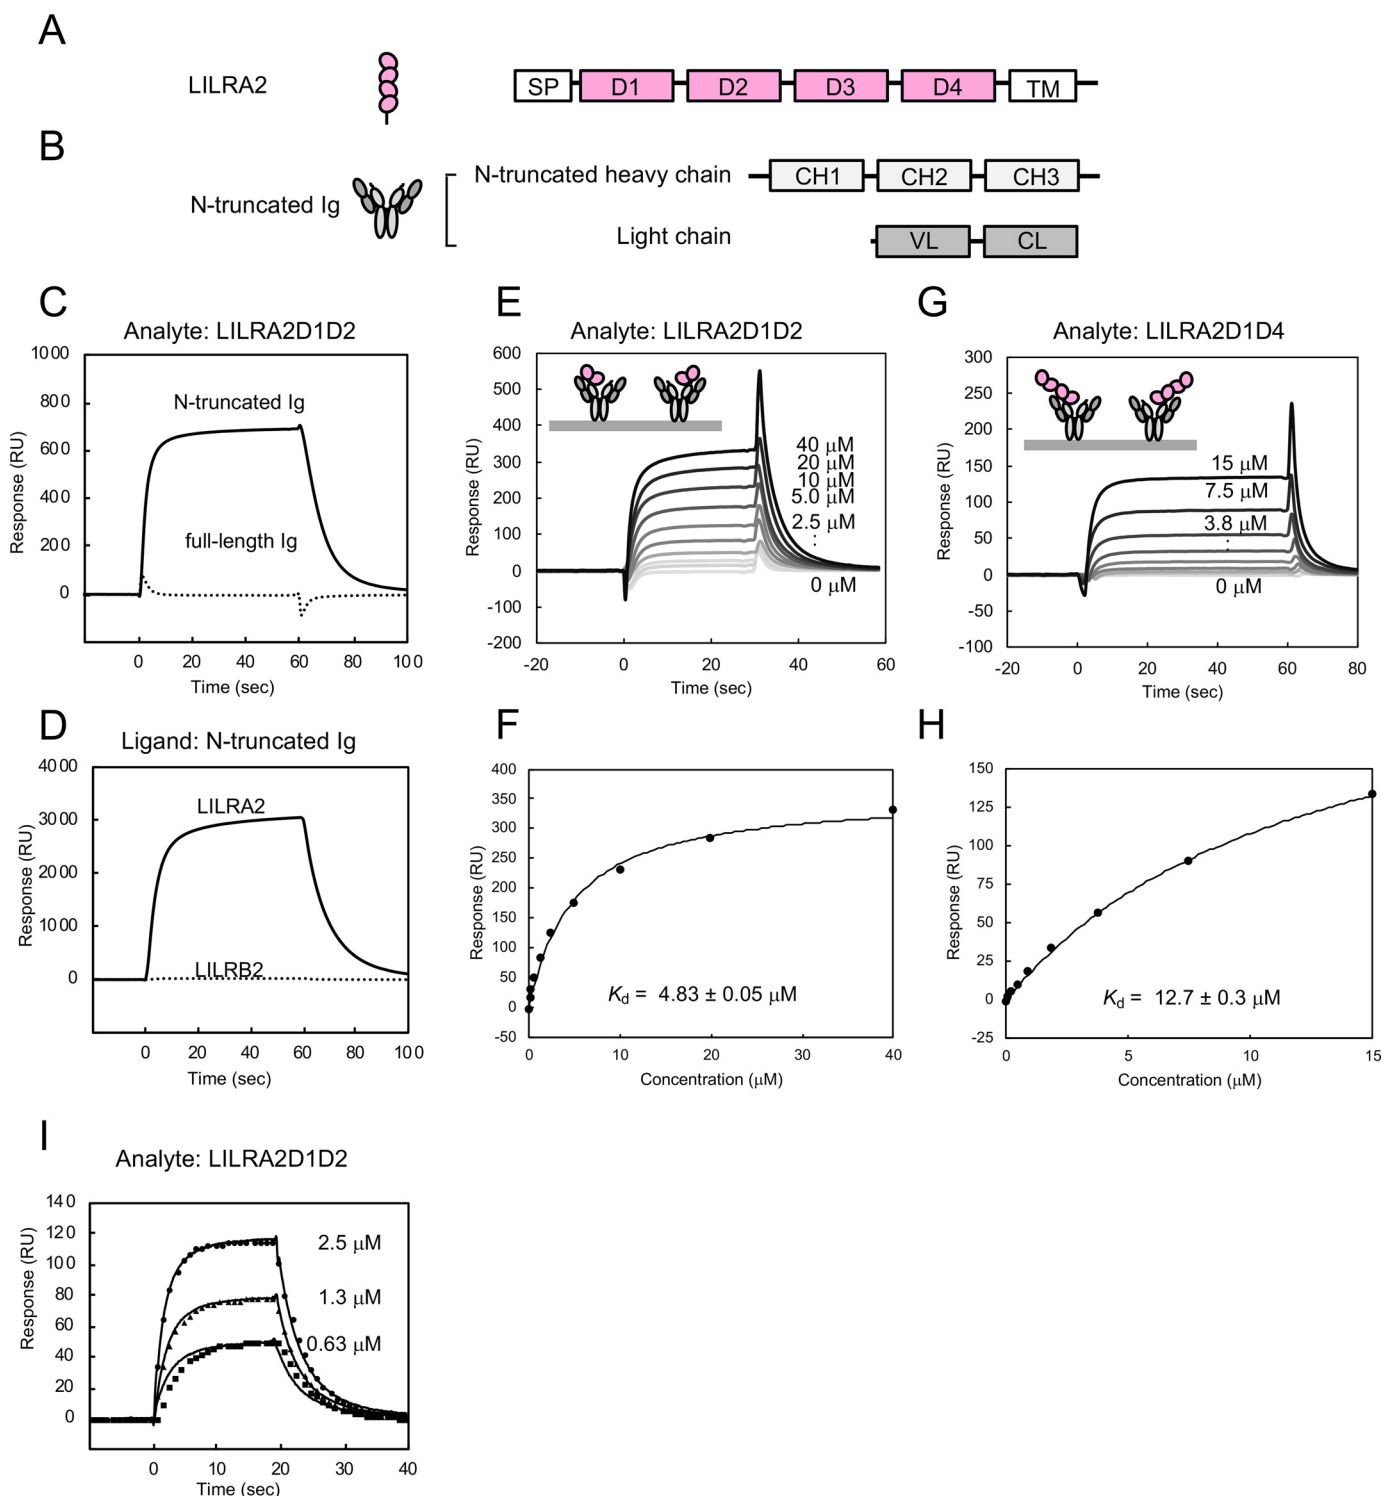 A
LILRA2
SP D1 D2 D3 D4 TM
B
N-truncated Ig
N-truncated heavy chain
CH1 CH2 CH3
Light chain
VL CL
C
Analyte: LILRA2D1D2
1000
800
600
400
200
0
Response (RU)
N-truncated Ig
full-length Ig
0 20 40 60 80 100
Time (sec)
E
Analyte: LILRA2D1D2
600
500
400
300
200
100
0
-100
-200
Response (RU)
40 μM
20 μM
10 μM
5.0 μM
2.5 μM
⋮
0 μM
-20 0 20 40 60
Time (sec)
G
Analyte: LILRA2D1D4
300
250
200
150
100
50
0
-50
-100
Response (RU)
15 μM
7.5 μM
3.8 μM
⋮
0 μM
-20 0 20 40 60 80
Time (sec)
D
Ligand: N-truncated Ig
4000
3000
2000
1000
0
Response (RU)
LILRA2
LILRB2
0 20 40 60 80 100
Time (sec)
F
400
350
300
250
200
150
100
50
0
-50
Response (RU)
Kd = 4.83 ± 0.05 μM
0 10 20 30 40
Concentration (μM)
H
150
125
100
75
50
25
0
-25
Response (RU)
Kd = 12.7 ± 0.3 μM
0 5 10 15
Concentration (μM)
I
Analyte: LILRA2D1D2
140
120
100
80
60
40
20
0
Response (RU)
2.5 μM
1.3 μM
0.63 μM
0 10 20 30 40
Time (sec)